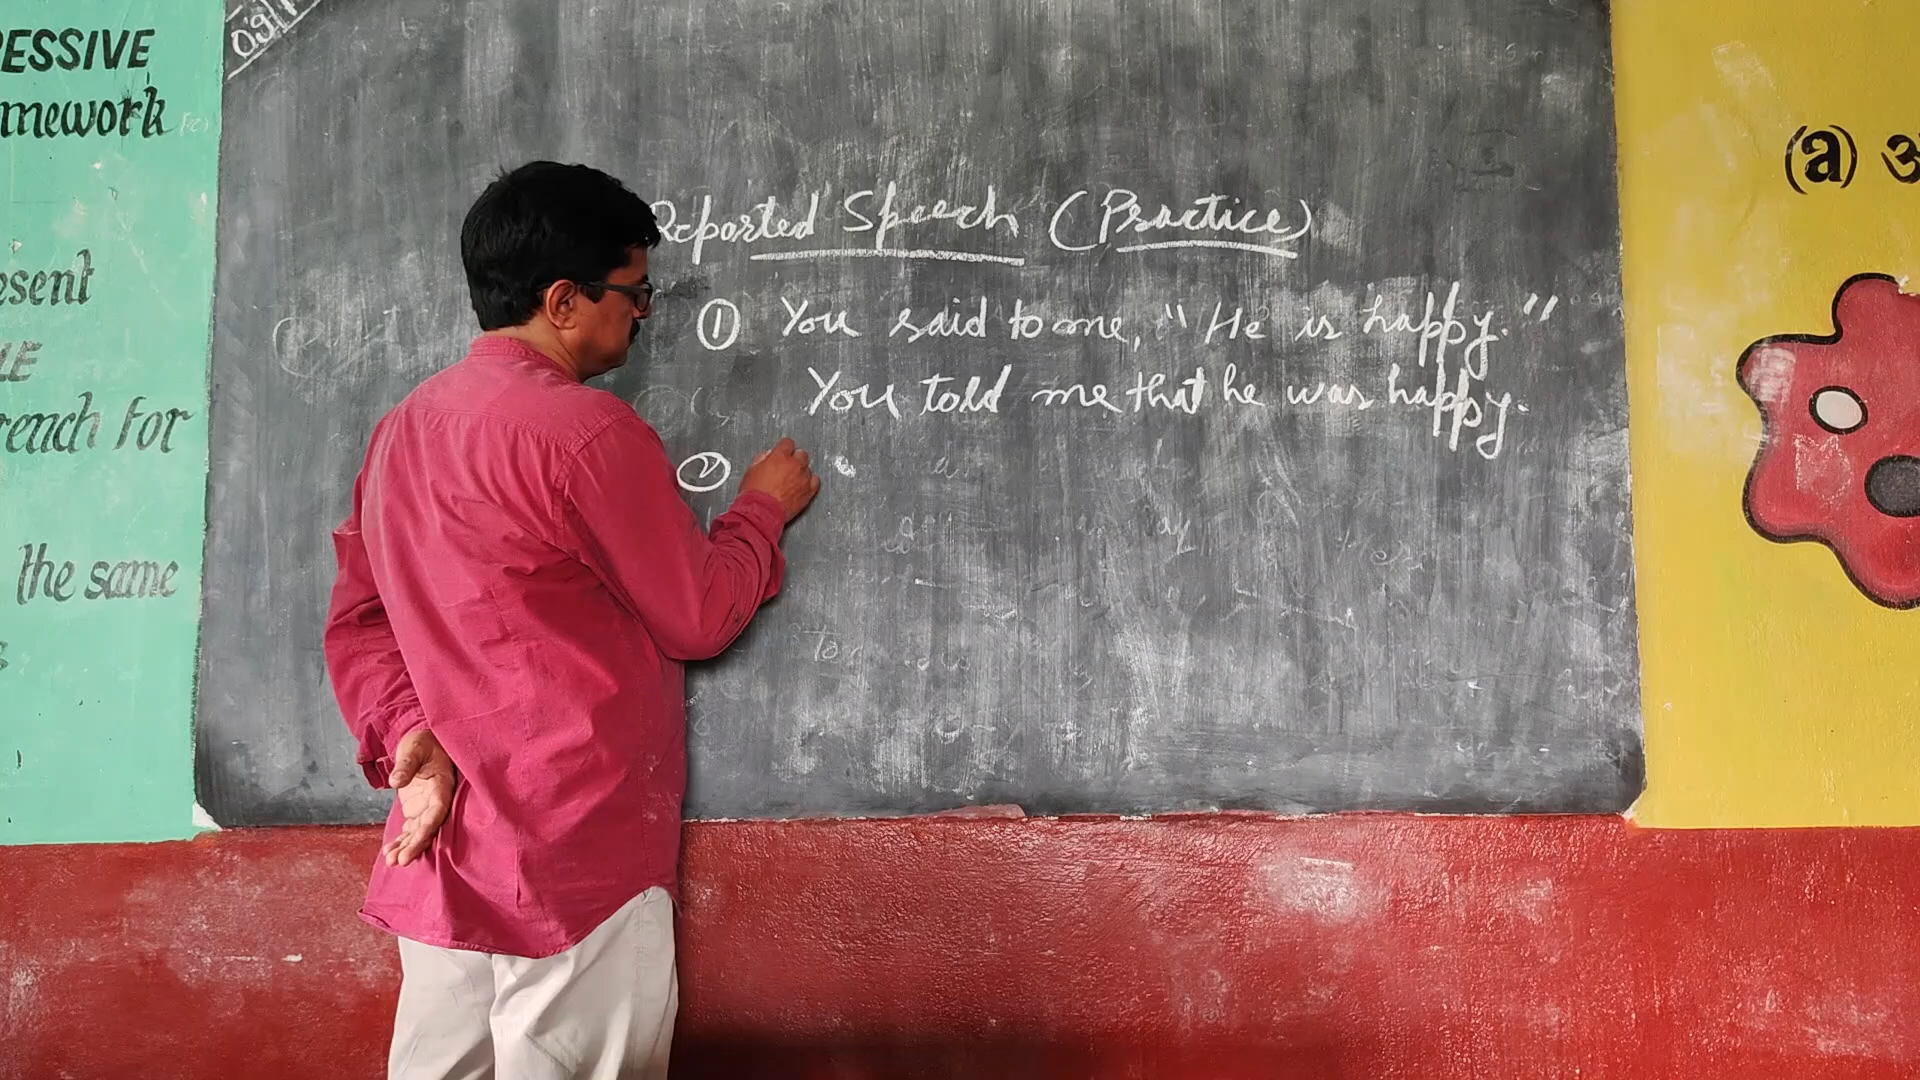 ESSIVE
mework
esent
LE
rench for
the same
s
09
Reported Speech (Practice)
① You said to me, "He is happy."
You told me that he was happy.
②
(a)